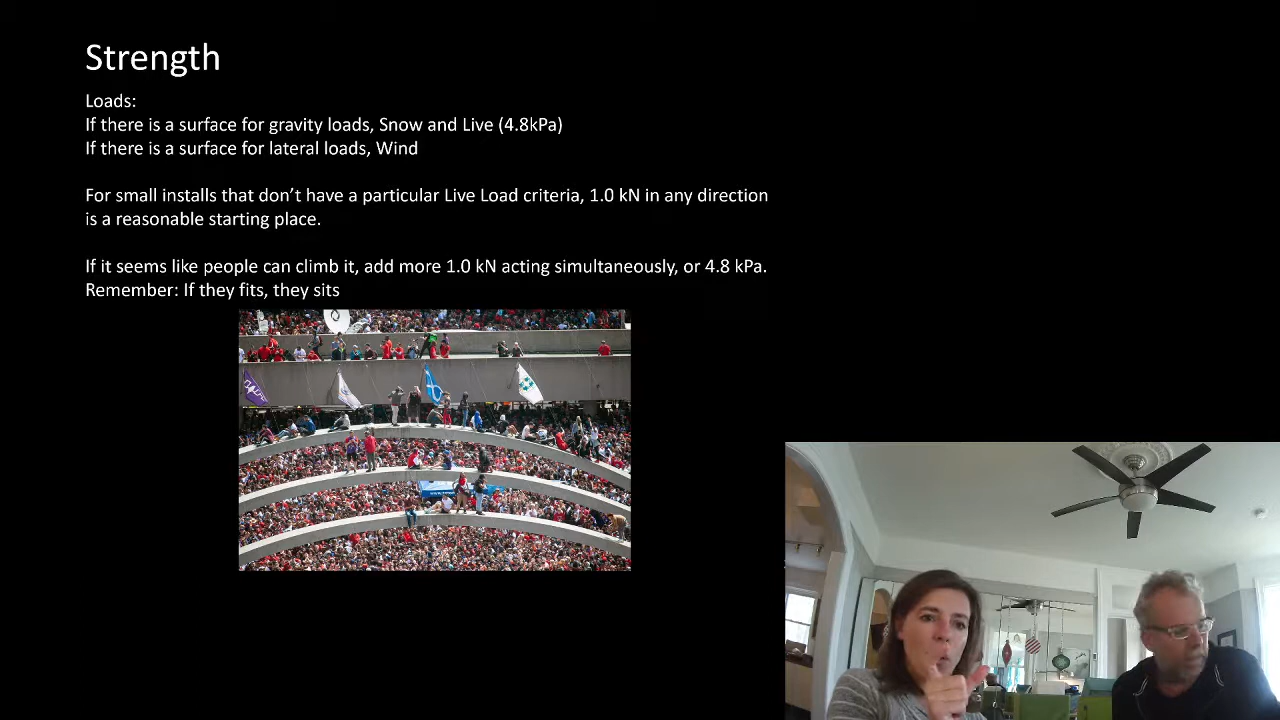 Strength
Loads:
If there is a surface for gravity loads, Snow and Live (4.8kPa)
If there is a surface for lateral loads, Wind
For small installs that don’t have a particular Live Load criteria, 1.0 kN in any direction
is a reasonable starting place.
If it seems like people can climb it, add more 1.0 kN acting simultaneously, or 4.8 kPa.
Remember: If they fits, they sits